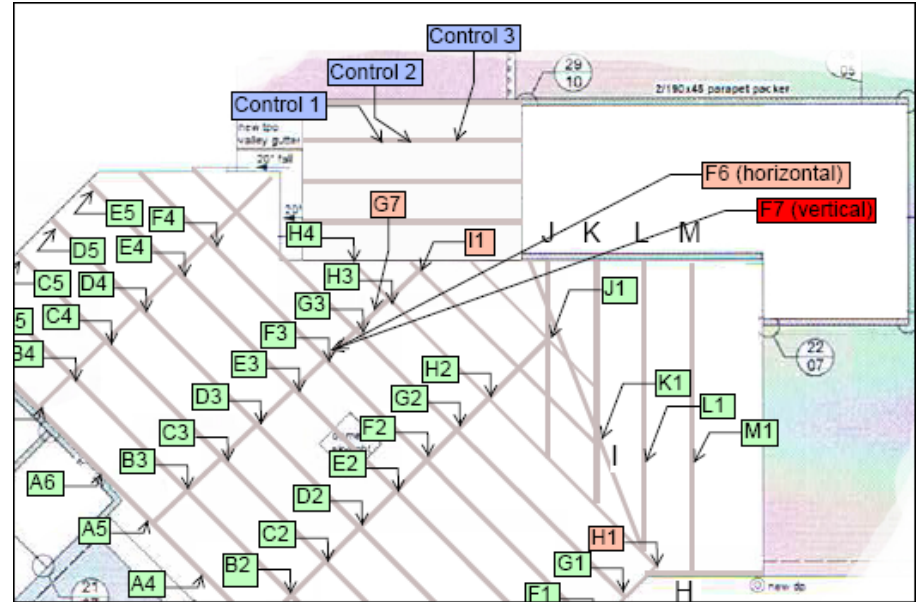 Control 3
Control 2
Control 1
29
10
05
2/190x45 parapet packer
new tpo
valley gutter
20° fall
F6 (horizontal)
F7 (vertical)
G7
I1
H4
J K L M
E5
F4
D5
E4
C5
D4
C4
5
B4
H3
G3
F3
E3
D3
C3
B3
J1
H2
G2
F2
E2
D2
C2
B2
K1
L1
M1
I
22
07
A6
A5
A4
H1
G1
F1
H
21
new dp